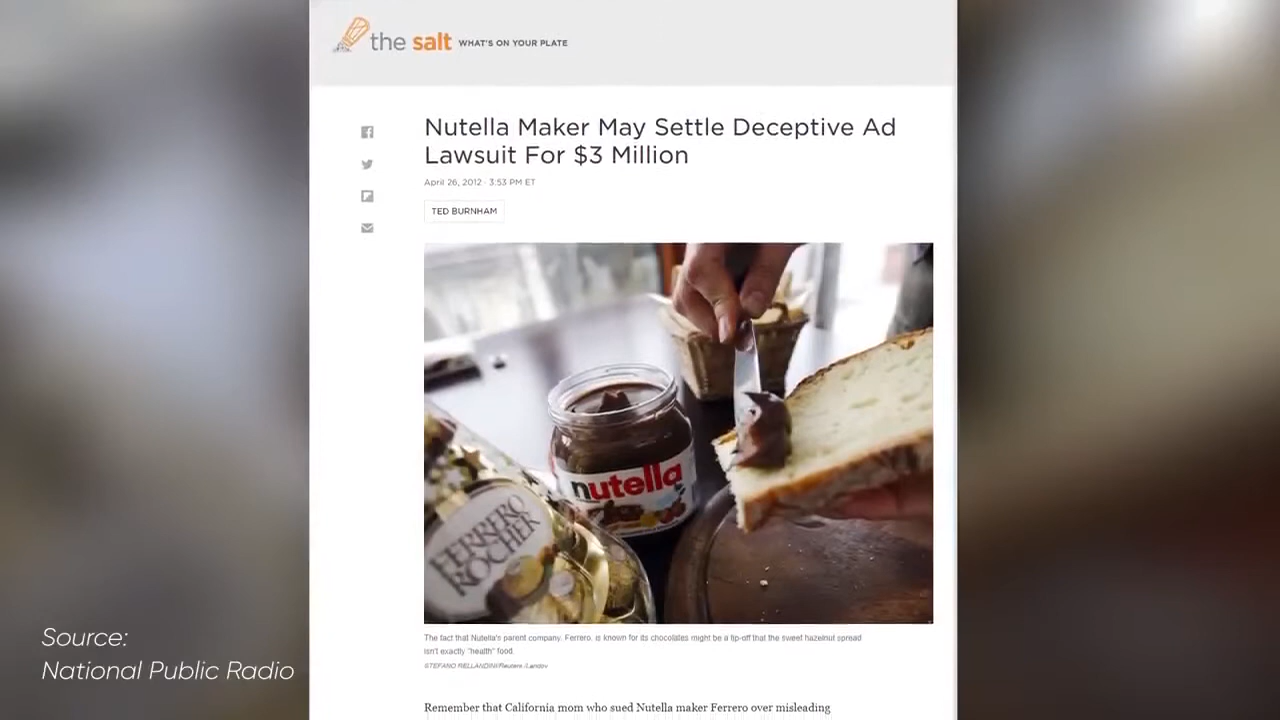 the salt WHAT'S ON YOUR PLATE
Nutella Maker May Settle Deceptive Ad
Lawsuit For $3 Million
April 26, 2012 · 3:53 PM ET
TED BURNHAM
nutella
FERRERO
ROCHER
The fact that Nutella's parent company, Ferrero, is known for its chocolates might be a tip-off that the sweet hazelnut spread
isn't exactly "health" food.
STEFANO RELLANDINI/Reuters /Landov
Remember that California mom who sued Nutella maker Ferrero over misleading
Source:
National Public Radio